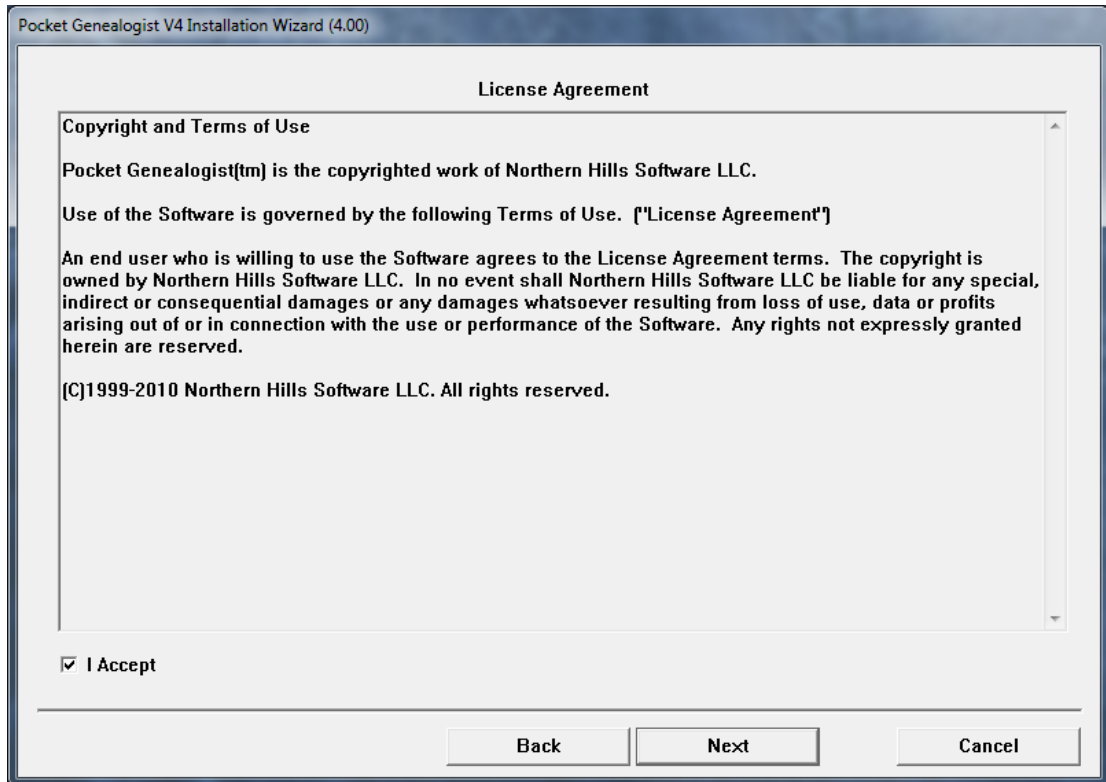 Pocket Genealogist V4 Installation Wizard (4.00)
License Agreement
Copyright and Terms of Use
Pocket Genealogist(tm) is the copyrighted work of Northern Hills Software LLC.
Use of the Software is governed by the following Terms of Use.  ("License Agreement")
An end user who is willing to use the Software agrees to the License Agreement terms.  The copyright is
owned by Northern Hills Software LLC.  In no event shall Northern Hills Software LLC be liable for any special,
indirect or consequential damages or any damages whatsoever resulting from loss of use, data or profits
arising out of or in connection with the use or performance of the Software.  Any rights not expressly granted
herein are reserved.
(C)1999-2010 Northern Hills Software LLC. All rights reserved.
I Accept
Back Next Cancel